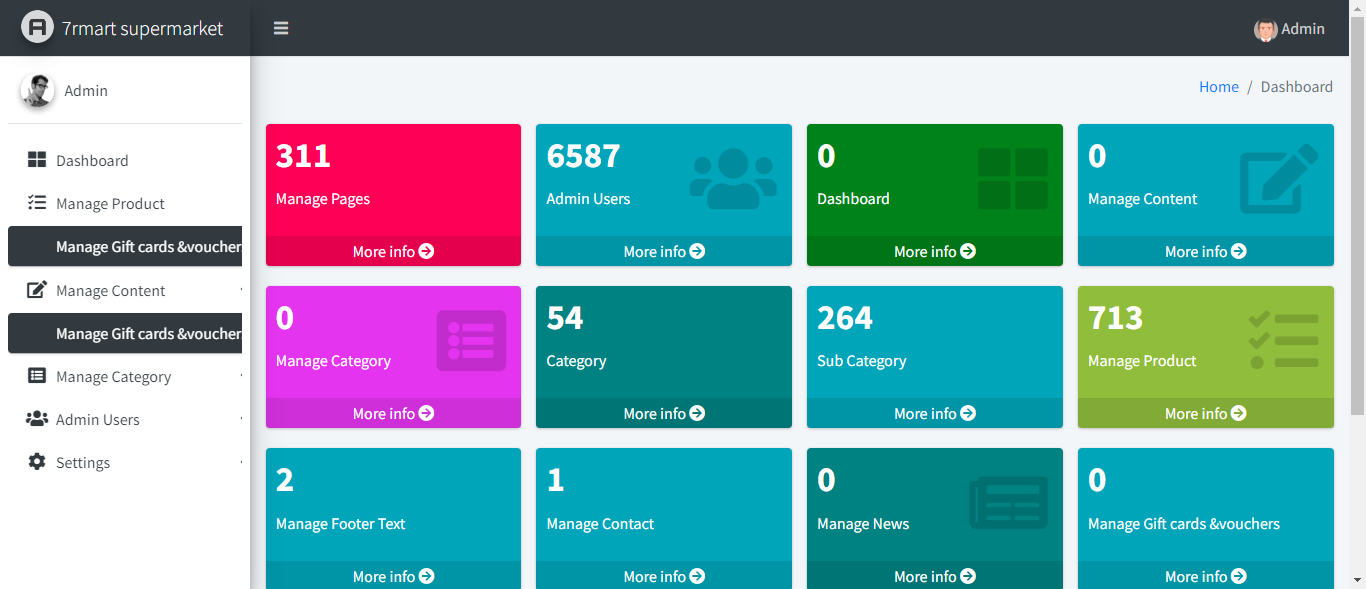 7rmart supermarket
Admin
Admin
Home / Dashboard
Dashboard
Manage Product
Manage Gift cards &voucher
Manage Content
Manage Gift cards &voucher
Manage Category
Admin Users
Settings
311
Manage Pages
More info
6587
Admin Users
More info
0
Dashboard
More info
0
Manage Content
More info
0
Manage Category
More info
54
Category
More info
264
Sub Category
More info
713
Manage Product
More info
2
Manage Footer Text
More info
1
Manage Contact
More info
0
Manage News
More info
0
Manage Gift cards &vouchers
More info